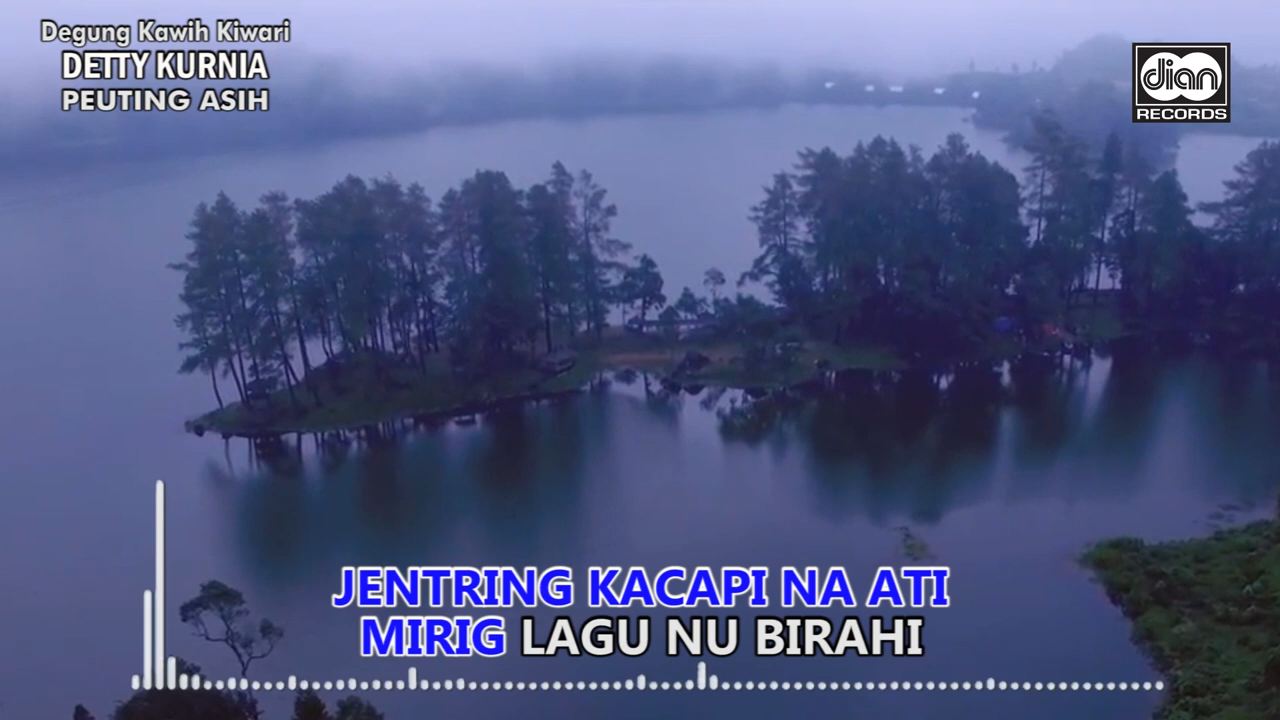 Degung Kawih Kiwari
DETTY KURNIA
PEUTING ASIH
dian
RECORDS
JENTRING KACAPI NA ATI
MIRIG LAGU NU BIRAHI